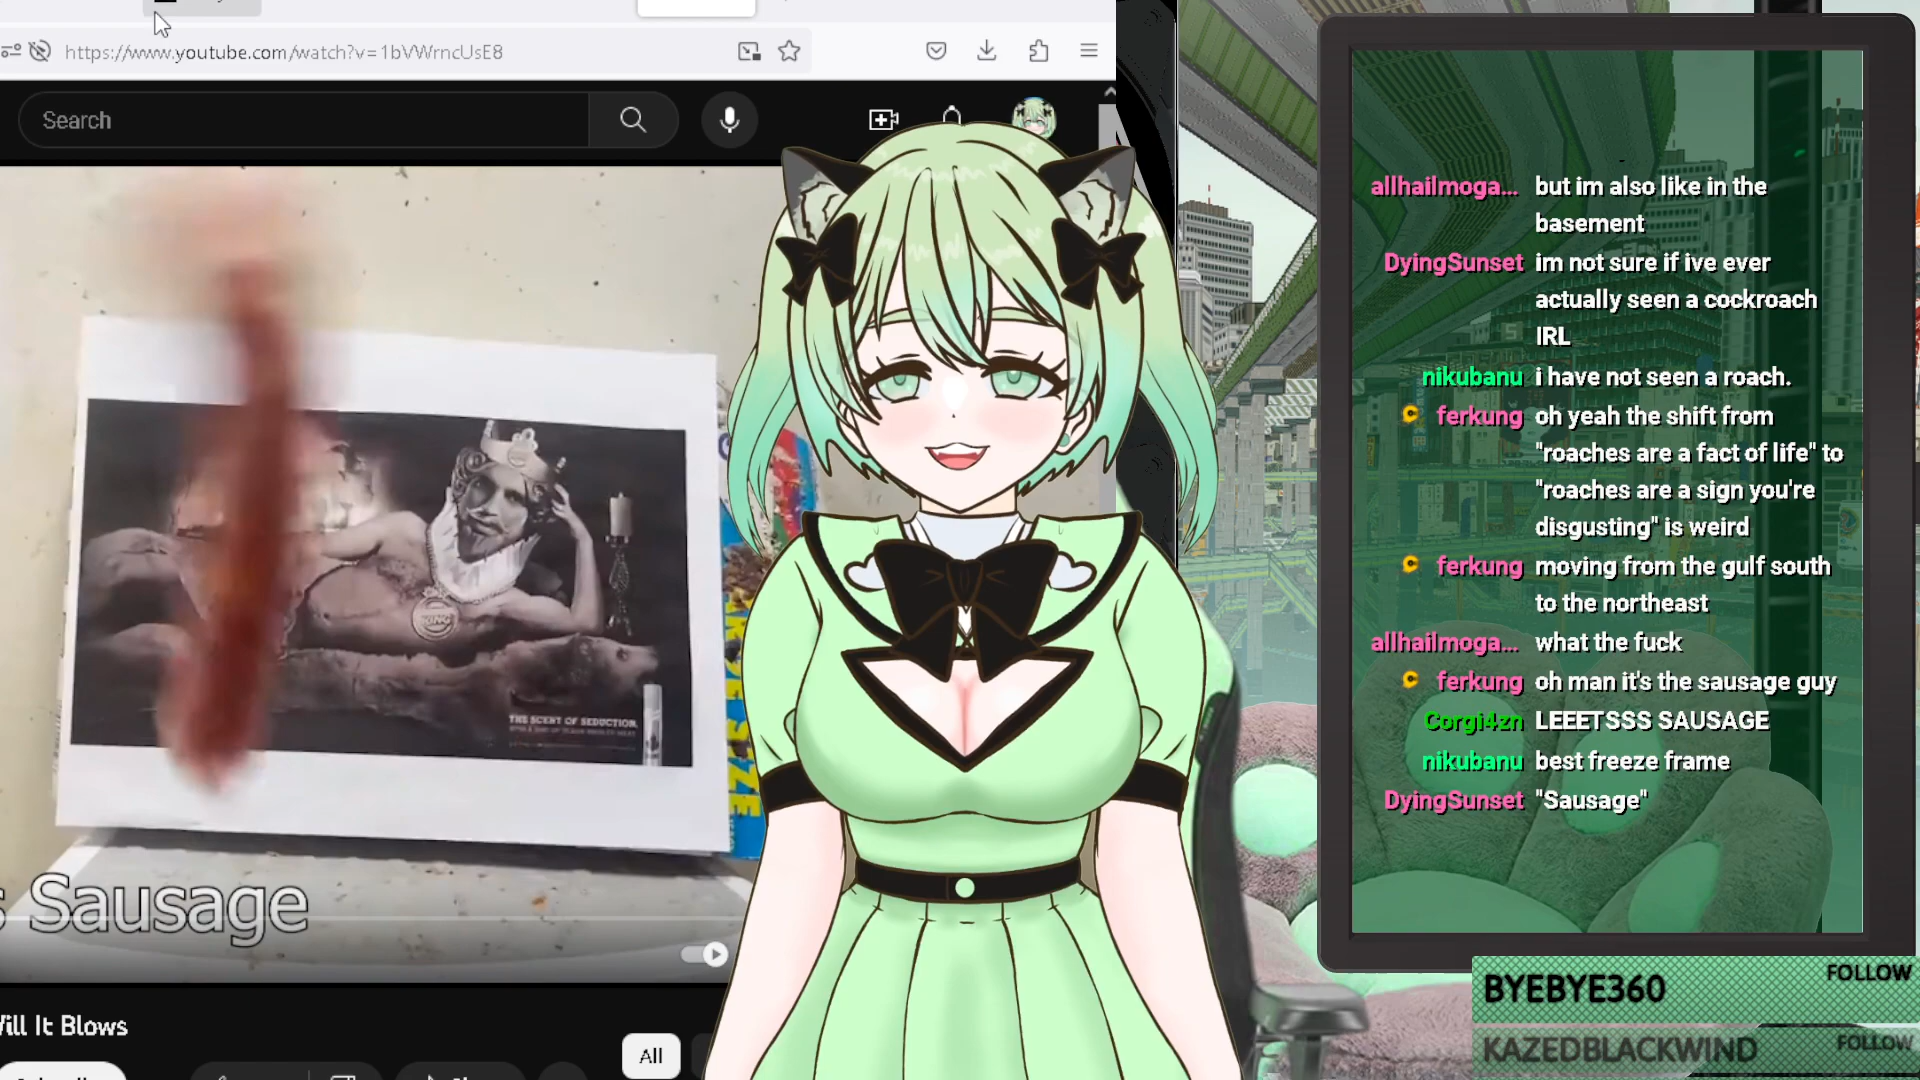 https://www.youtube.com/watch?v=1bVWrncUsE8
Search
KING
THE SCENT OF SEDUCTION.
Sausage
Will It Blows
All
allhailmoga... but im also like in the
basement
DyingSunset im not sure if ive ever
actually seen a cockroach
IRL
nikubanu i have not seen a roach.
ferkung oh yeah the shift from
"roaches are a fact of life" to
"roaches are a sign you're
disgusting" is weird
ferkung moving from the gulf south
to the northeast
allhailmoga... what the fuck
ferkung oh man it's the sausage guy
Corgi4zn LEEETSSS SAUSAGE
nikubanu best freeze frame
DyingSunset "Sausage"
BYEBYE360 FOLLOW
KAZEDBLACKWIND FOLLOW